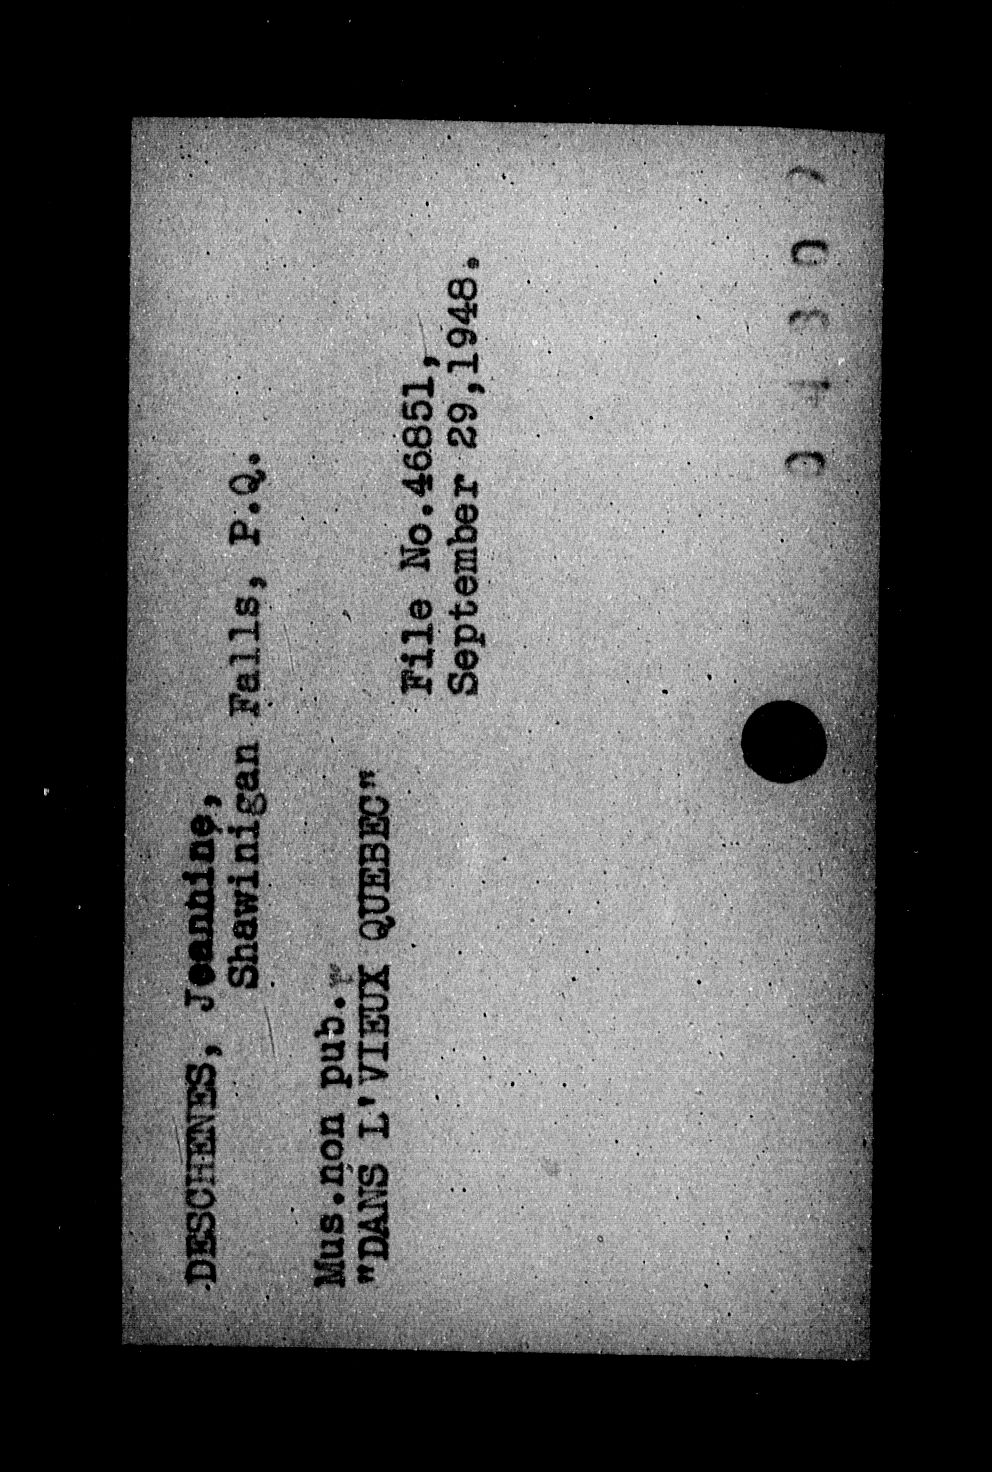 DESCHENES, Jeannine,
Shawinigan Falls, P.Q.
Mus.non pub.
"DANS L'VIEUX QUEBEC"
File No.46851,
September 29,1948.